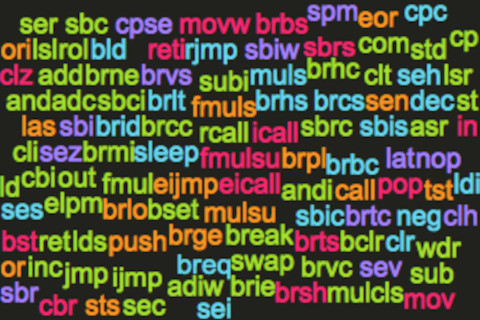 ser sbc cpse movw brbs spm eor cpc
ori lsl rol bld reti rjmp sbiw sbrs com std cp
clz add brne brvs subi muls brhc clt seh lsr
and adc sbci brlt fmuls brhs brcs sen dec st
las sbi brid brcc rcall icall sbrc sbis asr in
cli sez brmi sleep fmulsu brpl brbc lat nop
ld cbi out fmul eijmp eicall andi call pop tst ldi
ses elpm brlo bset mulsu sbic brtc neg clh
bst ret lds push brge break brts bclr clr wdr
or inc jmp ijmp breq swap brvc sev sub
sbr cbr sts sec adiw sei brie brsh mul cls mov